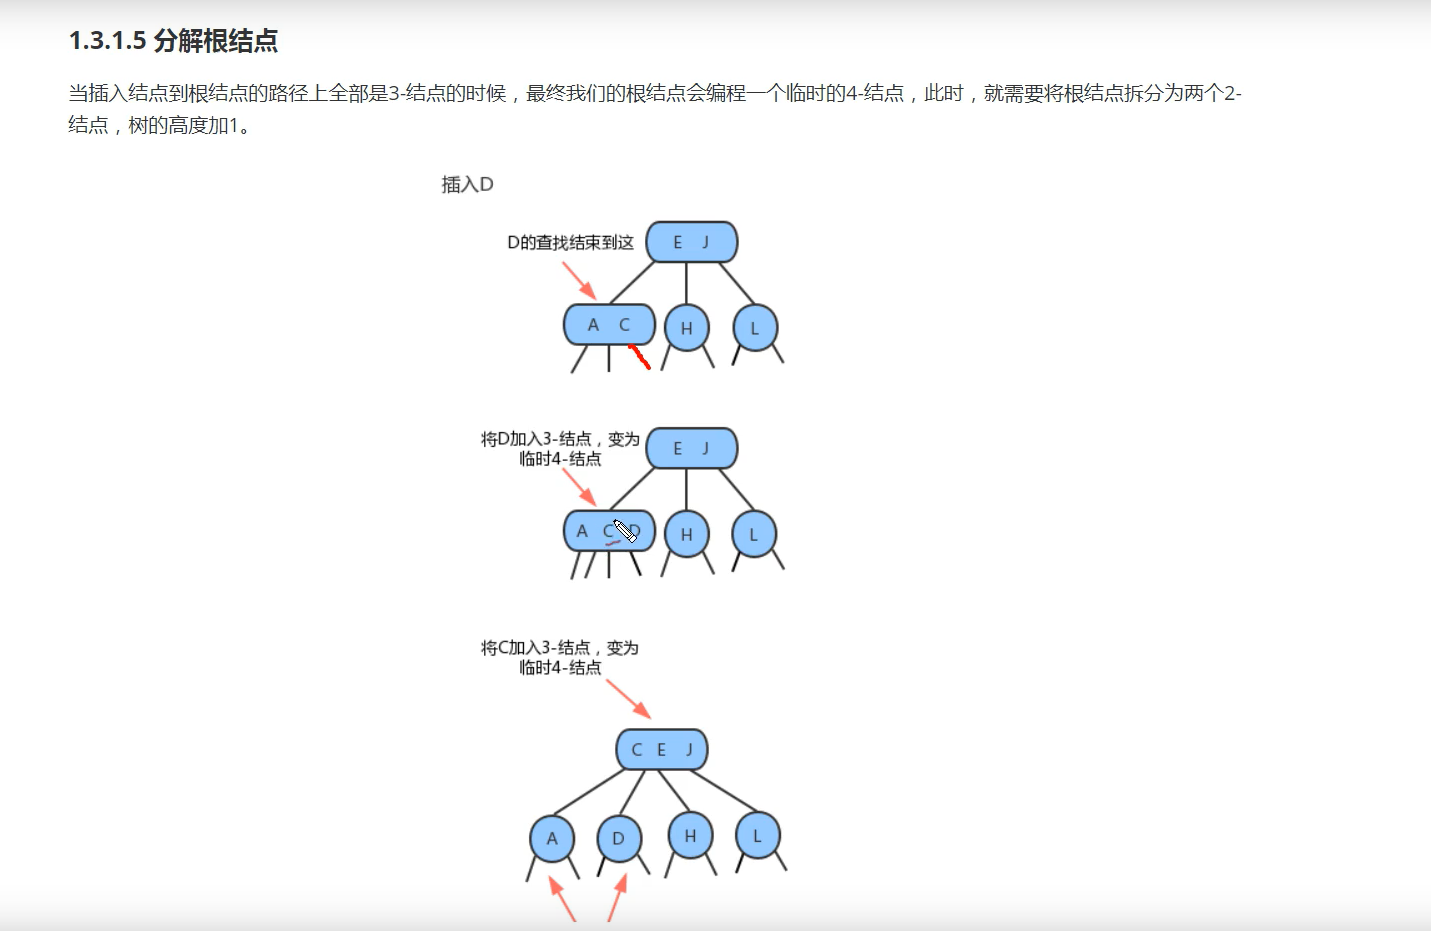 1.3.1.5 分解根结点
当插入结点到根结点的路径上全部是3-结点的时候，最终我们的根结点会编程一个临时的4-结点，此时，就需要将根结点拆分为两个2-
结点，树的高度加1。
插入D
D的查找结束到这
E J
A C
H
L
将D加入3-结点，变为
临时4-结点
E J
A C D
H
L
将C加入3-结点，变为
临时4-结点
C E J
A
D
H
L